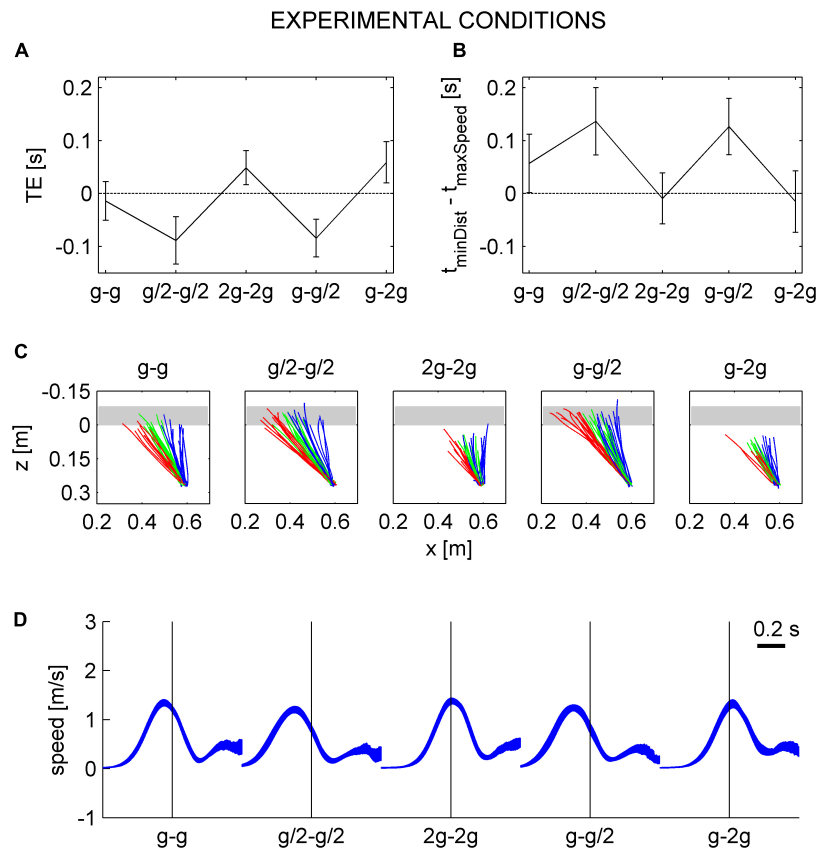 EXPERIMENTAL CONDITIONS
A
B
TE [s]
0.2
0.1
0
-0.1
g-g g/2-g/2 2g-2g g-g/2 g-2g
tminDist - tmaxSpeed [s]
0.2
0.1
0
-0.1
g-g g/2-g/2 2g-2g g-g/2 g-2g
C
g-g g/2-g/2 2g-2g g-g/2 g-2g
z [m]
-0.15
0
0.15
0.3
0.2 0.4 0.6 0.2 0.4 0.6 0.2 0.4 0.6 0.2 0.4 0.6 0.2 0.4 0.6
x [m]
D
speed [m/s]
3
2
1
0
-1
0.2 s
g-g g/2-g/2 2g-2g g-g/2 g-2g